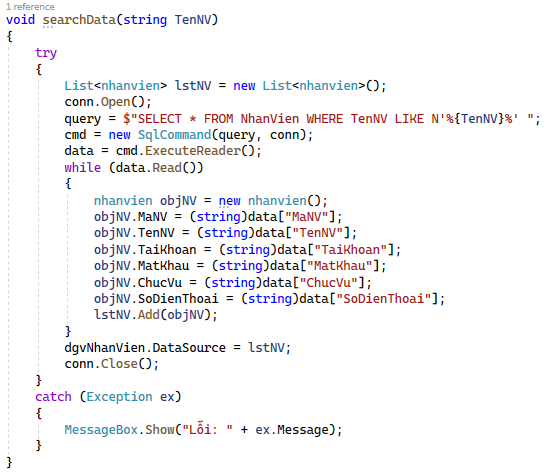 1 reference
void searchData(string TenNV)
{
try
{
List<nhanvien> lstNV = new List<nhanvien>();
conn.Open();
query = $"SELECT * FROM NhanVien WHERE TenNV LIKE N'%{TenNV}%' ";
cmd = new SqlCommand(query, conn);
data = cmd.ExecuteReader();
while (data.Read())
{
nhanvien objNV = new nhanvien();
objNV.MaNV = (string)data["MaNV"];
objNV.TenNV = (string)data["TenNV"];
objNV.TaiKhoan = (string)data["TaiKhoan"];
objNV.MatKhau = (string)data["MatKhau"];
objNV.ChucVu = (string)data["ChucVu"];
objNV.SoDienThoai = (string)data["SoDienThoai"];
lstNV.Add(objNV);
}
dgvNhanVien.DataSource = lstNV;
conn.Close();
}
catch (Exception ex)
{
MessageBox.Show("Lỗi: " + ex.Message);
}
}